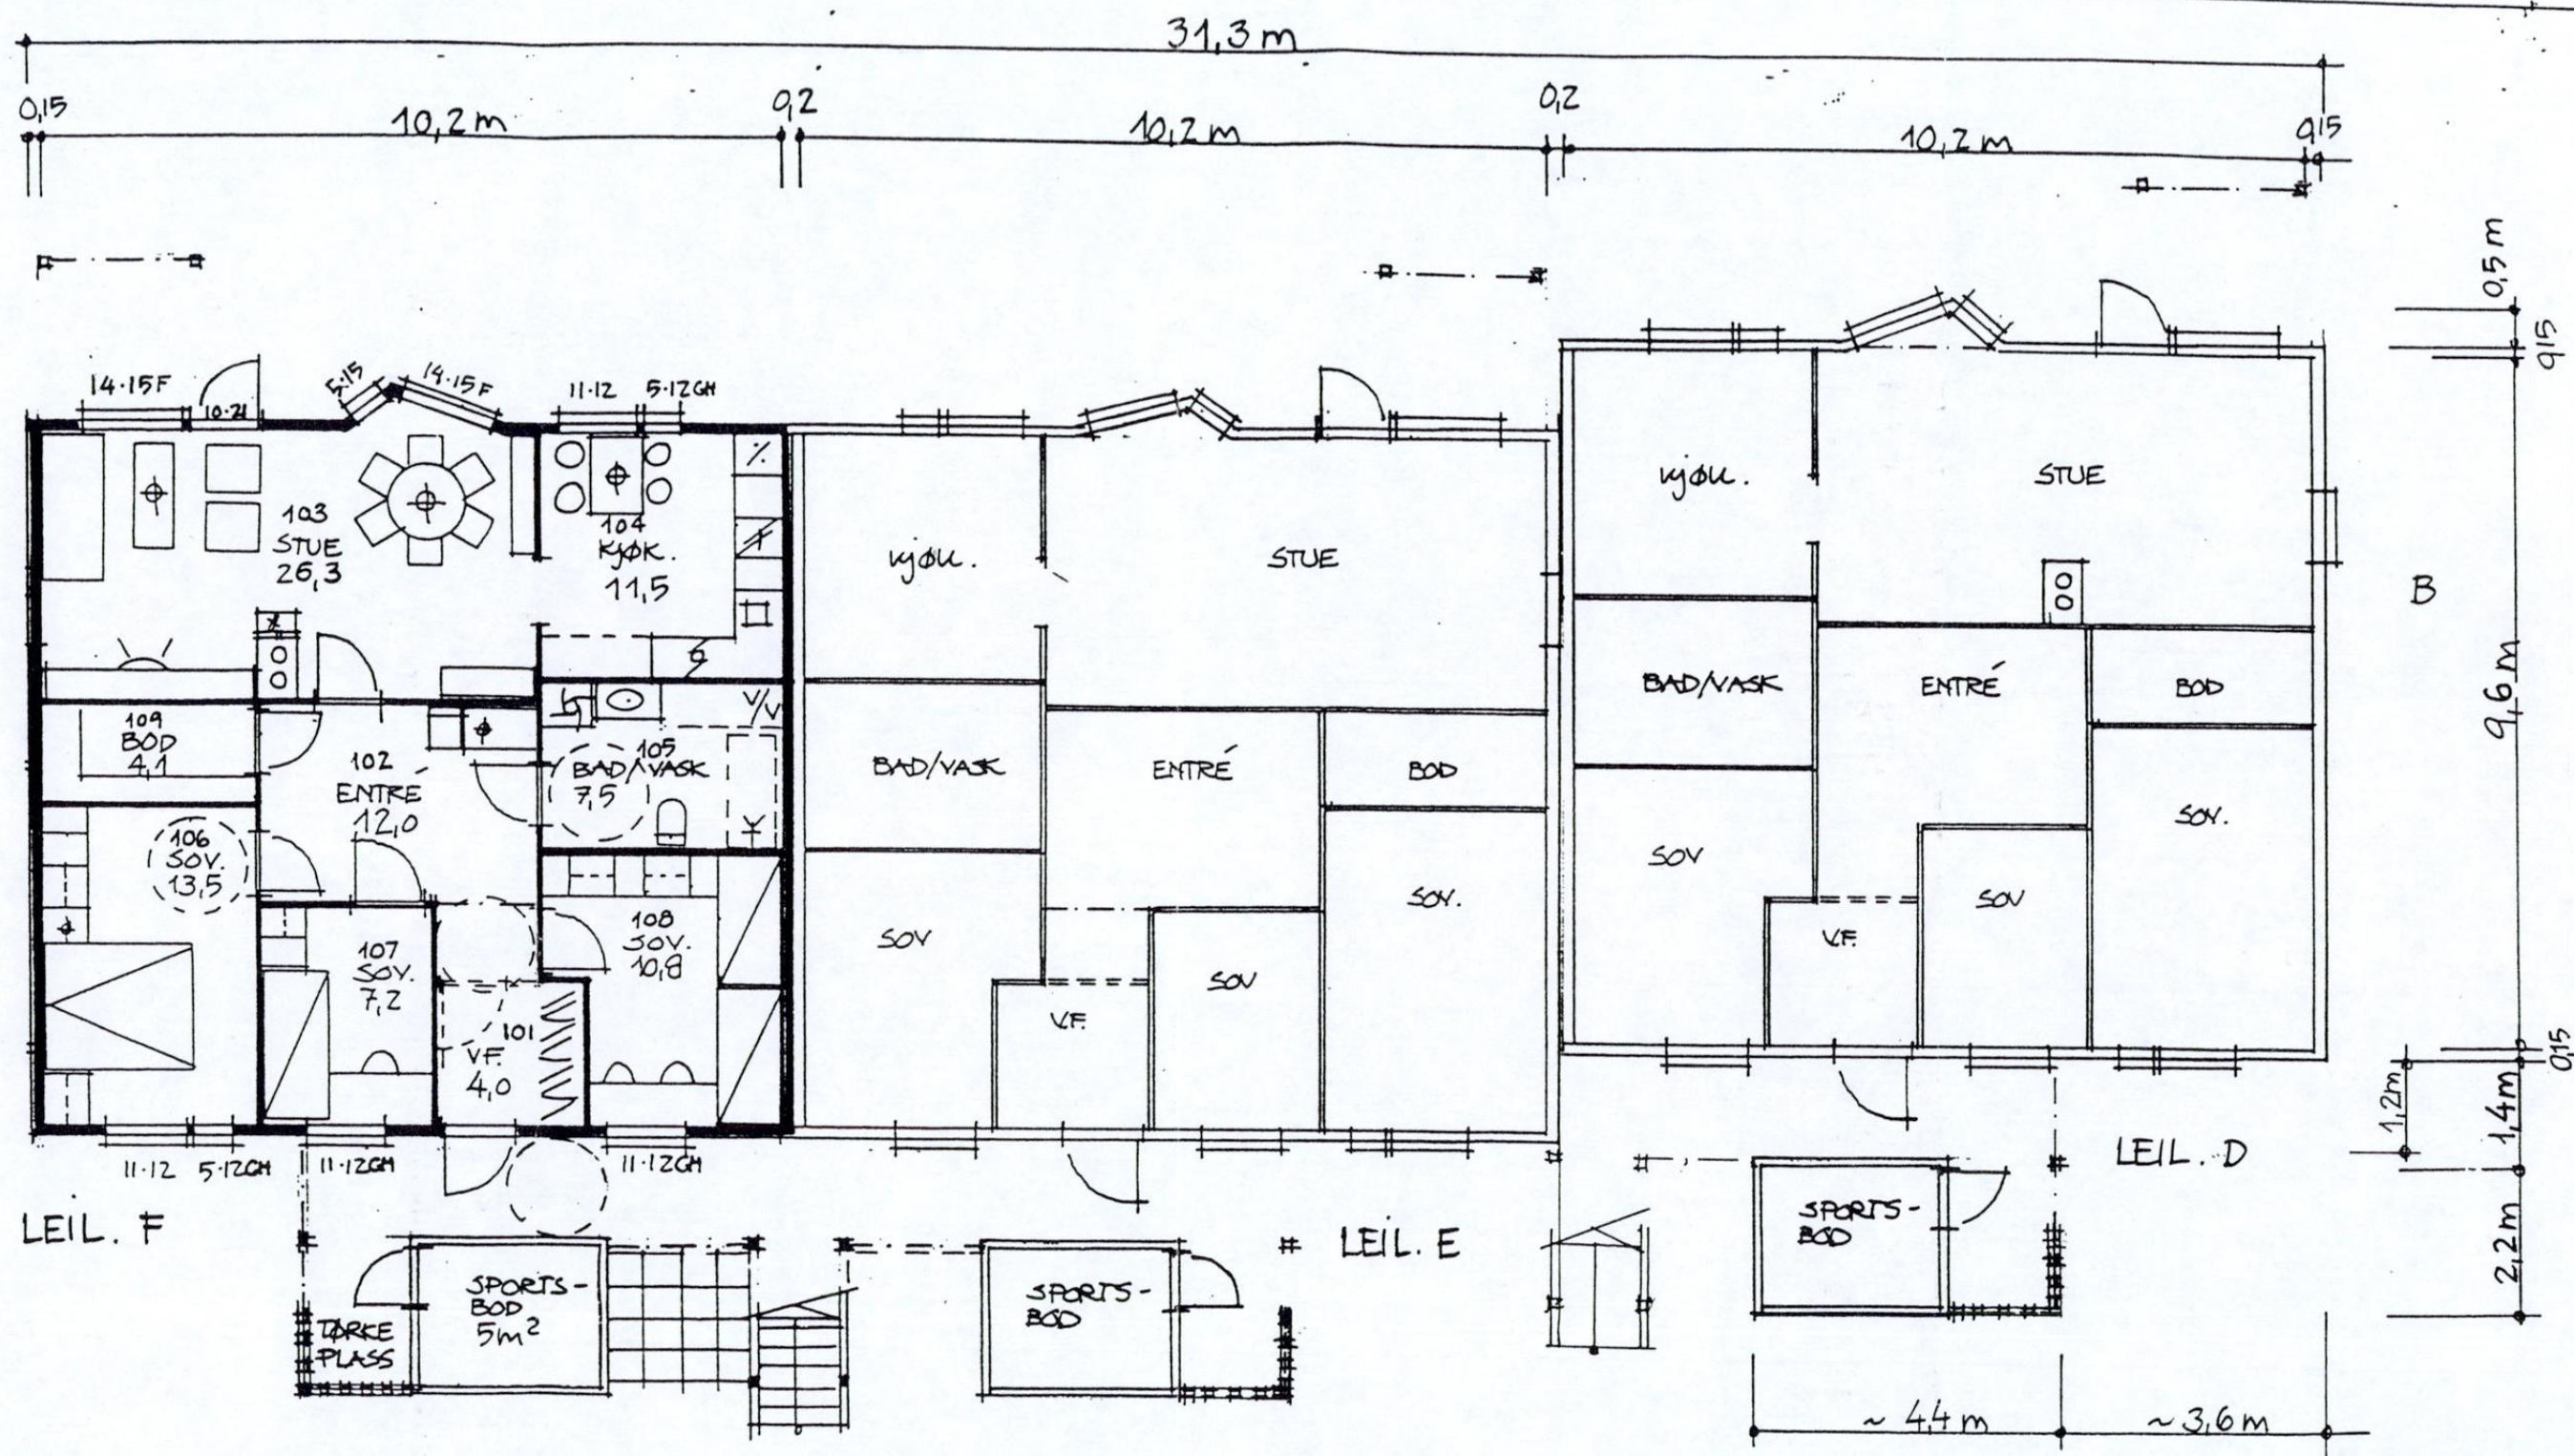 31,3 m
0,15
10,2 m
0,2
10,2 m
0,2
10,2 m
0,15
0,5 m
0,15
14·15F
10·21
5·15
14·15F
11·12
5·12GH
103
STUE
26,3
104
KJØK.
11,5
kjøk.
STUE
kjøk.
STUE
B
9,6 m
109
BOD
4,1
102
ENTRÉ
12,0
105
BAD/VASK
7,5
V/V
BAD/VASK
ENTRÉ
BOD
BAD/VASK
ENTRÉ
BOD
106
SOV.
13,5
107
SOV.
7,2
108
SOV.
10,8
101
V.F.
4,0
SOV
V.F.
SOV
SOV.
SOV
V.F.
SOV
SOV.
0,15
1,2m
1,4m
2,2m
11·12
5·12GH
11·12GH
11·12GH
LEIL. F
LEIL. E
LEIL. D
TØRKE
PLASS
SPORTS-
BOD
5m²
SPORTS-
BOD
SPORTS-
BOD
~ 4,4 m
~ 3,6 m